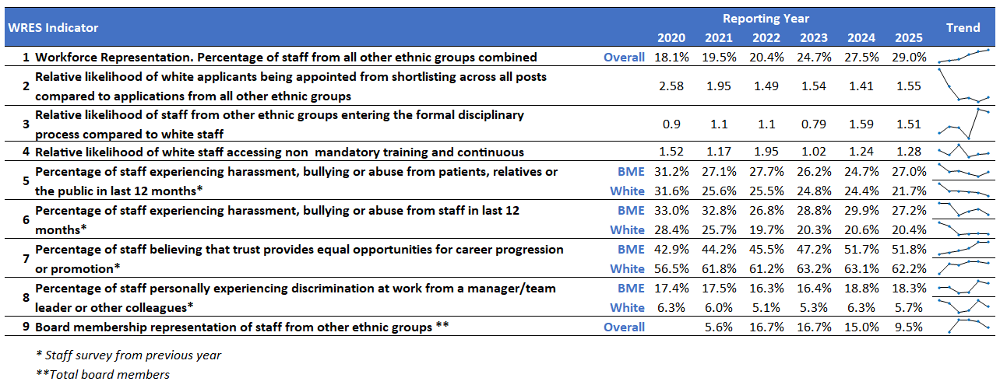 WRES Indicator Reporting Year Trend
2020 2021 2022 2023 2024 2025
1 Workforce Representation. Percentage of staff from all other ethnic groups combined Overall 18.1% 19.5% 20.4% 24.7% 27.5% 29.0%
2 Relative likelihood of white applicants being appointed from shortlisting across all posts
compared to applications from all other ethnic groups 2.58 1.95 1.49 1.54 1.41 1.55
3 Relative likelihood of staff from other ethnic groups entering the formal disciplinary
process compared to white staff 0.9 1.1 1.1 0.79 1.59 1.51
4 Relative likelihood of white staff accessing non mandatory training and continuous 1.52 1.17 1.95 1.02 1.24 1.28
5 Percentage of staff experiencing harassment, bullying or abuse from patients, relatives or BME 31.2% 27.1% 27.7% 26.2% 24.7% 27.0%
the public in last 12 months* White 31.6% 25.6% 25.5% 24.8% 24.4% 21.7%
6 Percentage of staff experiencing harassment, bullying or abuse from staff in last 12 BME 33.0% 32.8% 26.8% 28.8% 29.9% 27.2%
months* White 28.4% 25.7% 19.7% 20.3% 20.6% 20.4%
7 Percentage of staff believing that trust provides equal opportunities for career progression BME 42.9% 44.2% 45.5% 47.2% 51.7% 51.8%
or promotion* White 56.5% 61.8% 61.2% 63.2% 63.1% 62.2%
8 Percentage of staff personally experiencing discrimination at work from a manager/team BME 17.4% 17.5% 16.3% 16.4% 18.8% 18.3%
leader or other colleagues* White 6.3% 6.0% 5.1% 5.3% 6.3% 5.7%
9 Board membership representation of staff from other ethnic groups ** Overall 5.6% 16.7% 16.7% 15.0% 9.5%
* Staff survey from previous year
**Total board members